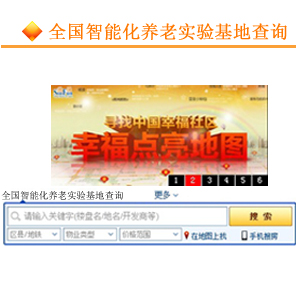 全国智能化养老实验基地查询
寻找中国幸福社区
幸福点亮地图
1 2 3 4 5 6
全国智能化养老实验基地查询 更多
请输入关键字(楼盘名/地名/开发商等) 搜索
区县/地铁 物业类型 价格范围 在地图上找 手机搜房